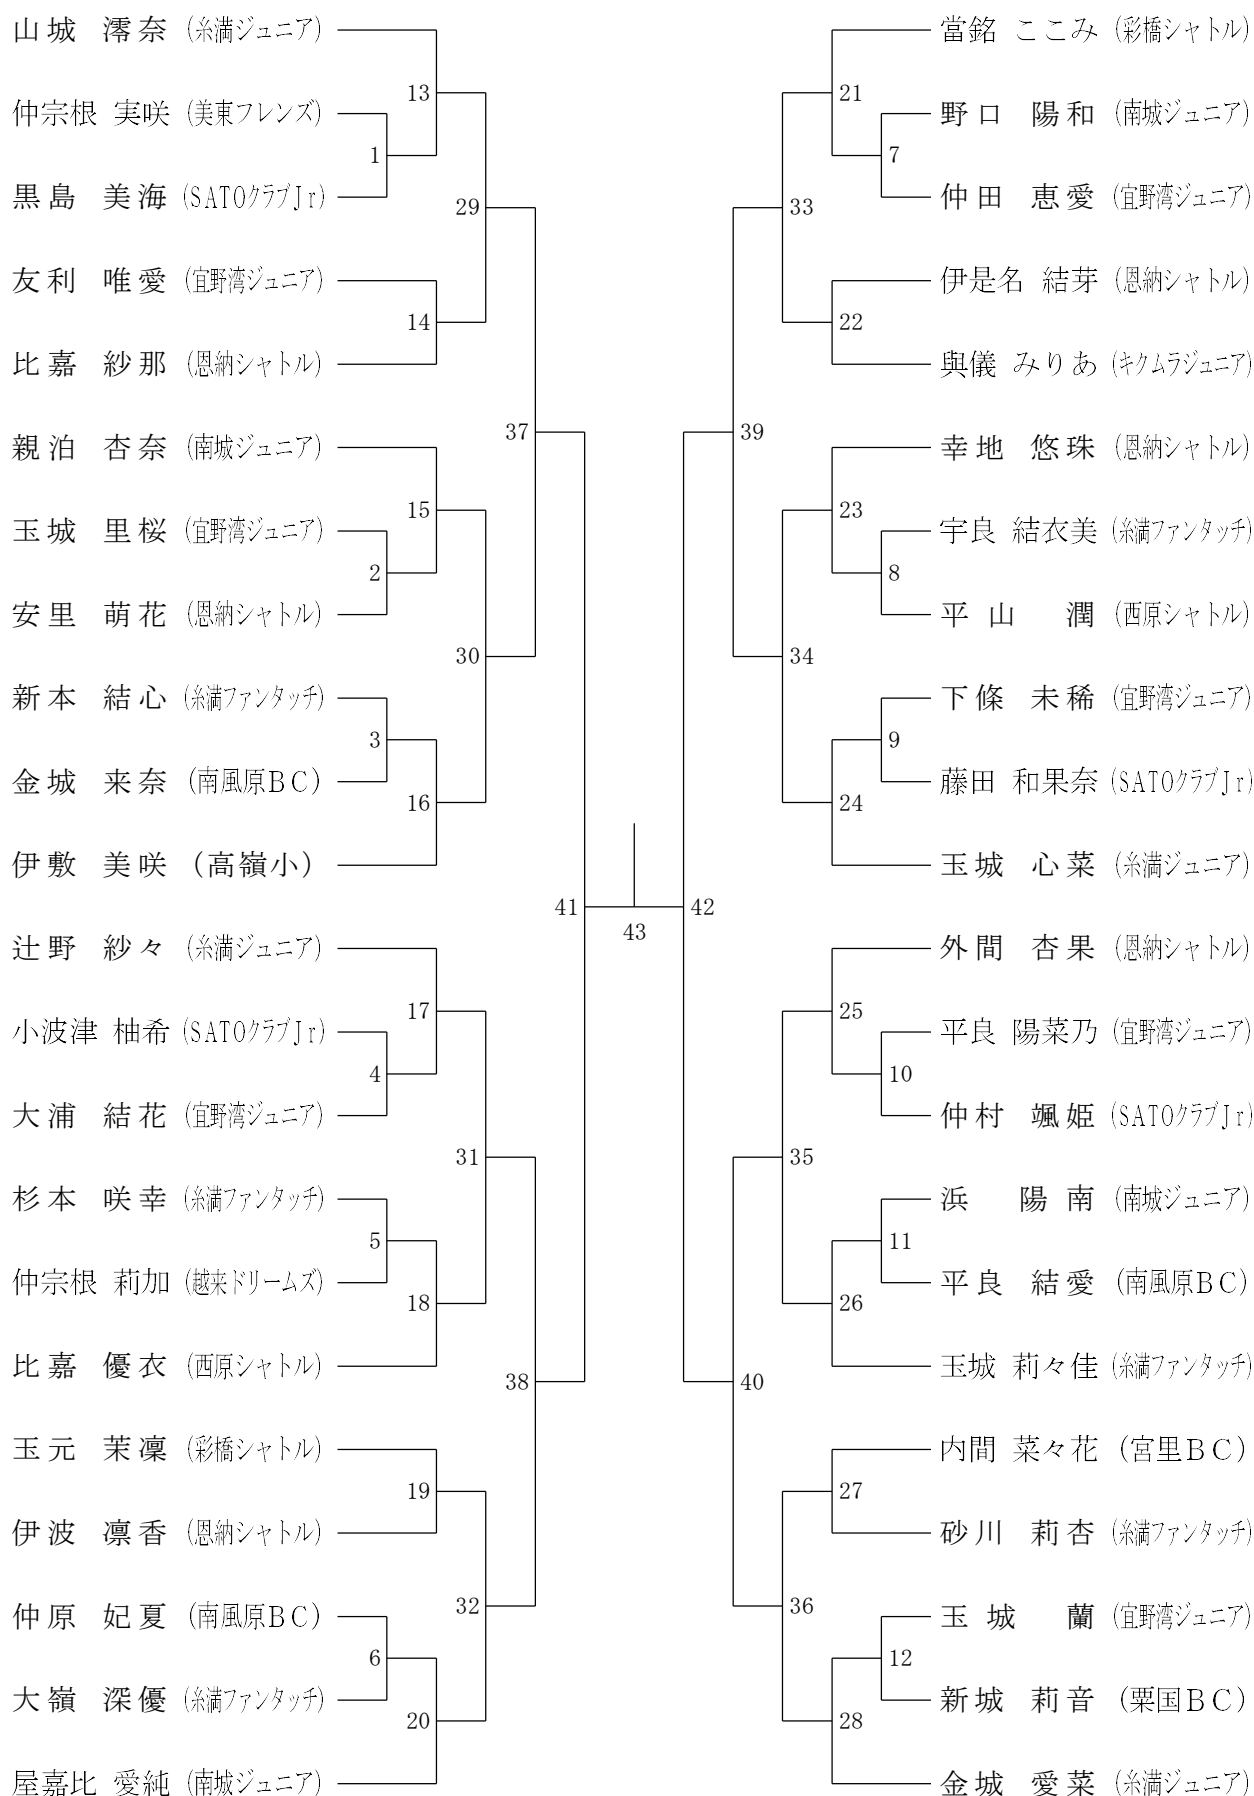 山城 澪奈 (糸満ジュニア)
仲宗根 実咲 (美東フレンズ)
黒島 美海 (SATOクラブJr)
友利 唯愛 (宜野湾ジュニア)
比嘉 紗那 (恩納シャトル)
親泊 杏奈 (南城ジュニア)
玉城 里桜 (宜野湾ジュニア)
安里 萌花 (恩納シャトル)
新本 結心 (糸満ファンタッチ)
金城 来奈 (南風原BC)
伊敷 美咲 (高嶺小)
辻野 紗々 (糸満ジュニア)
小波津 柚希 (SATOクラブJr)
大浦 結花 (宜野湾ジュニア)
杉本 咲幸 (糸満ファンタッチ)
仲宗根 莉加 (越来ドリームズ)
比嘉 優衣 (西原シャトル)
玉元 茉凜 (彩橋シャトル)
伊波 凛香 (恩納シャトル)
仲原 妃夏 (南風原BC)
大嶺 深優 (糸満ファンタッチ)
屋嘉比 愛純 (南城ジュニア)
1
2
3
4
5
6
13
14
15
16
17
18
19
20
29
30
31
32
37
38
41
43
42
39
40
33
34
35
36
21
22
23
24
25
26
27
28
7
8
9
10
11
12
當銘 ここみ (彩橋シャトル)
野口 陽和 (南城ジュニア)
仲田 恵愛 (宜野湾ジュニア)
伊是名 結芽 (恩納シャトル)
與儀 みりあ (キクムラジュニア)
幸地 悠珠 (恩納シャトル)
宇良 結衣美 (糸満ファンタッチ)
平山 潤 (西原シャトル)
下條 未稀 (宜野湾ジュニア)
藤田 和果奈 (SATOクラブJr)
玉城 心菜 (糸満ジュニア)
外間 杏果 (恩納シャトル)
平良 陽菜乃 (宜野湾ジュニア)
仲村 颯姫 (SATOクラブJr)
浜 陽南 (南城ジュニア)
平良 結愛 (南風原BC)
玉城 莉々佳 (糸満ファンタッチ)
内間 菜々花 (宮里BC)
砂川 莉杏 (糸満ファンタッチ)
玉城 蘭 (宜野湾ジュニア)
新城 莉音 (粟国BC)
金城 愛菜 (糸満ジュニア)